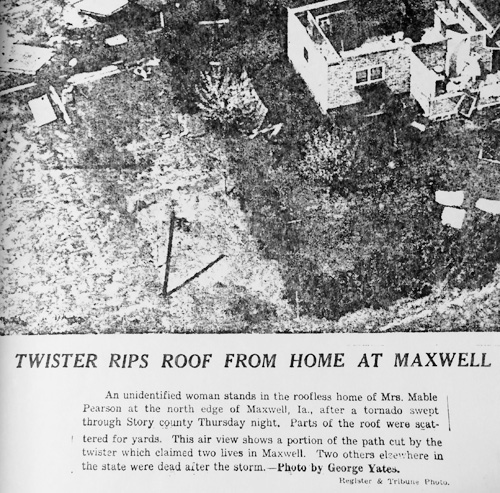 TWISTER RIPS ROOF FROM HOME AT MAXWELL
An unidentified woman stands in the roofless home of Mrs. Mable
Pearson at the north edge of Maxwell, Ia., after a tornado swept
through Story county Thursday night. Parts of the roof were scat-
tered for yards. This air view shows a portion of the path cut by the
twister which claimed two lives in Maxwell. Two others elsewhere in
the state were dead after the storm.—Photo by George Yates.
Register & Tribune Photo.